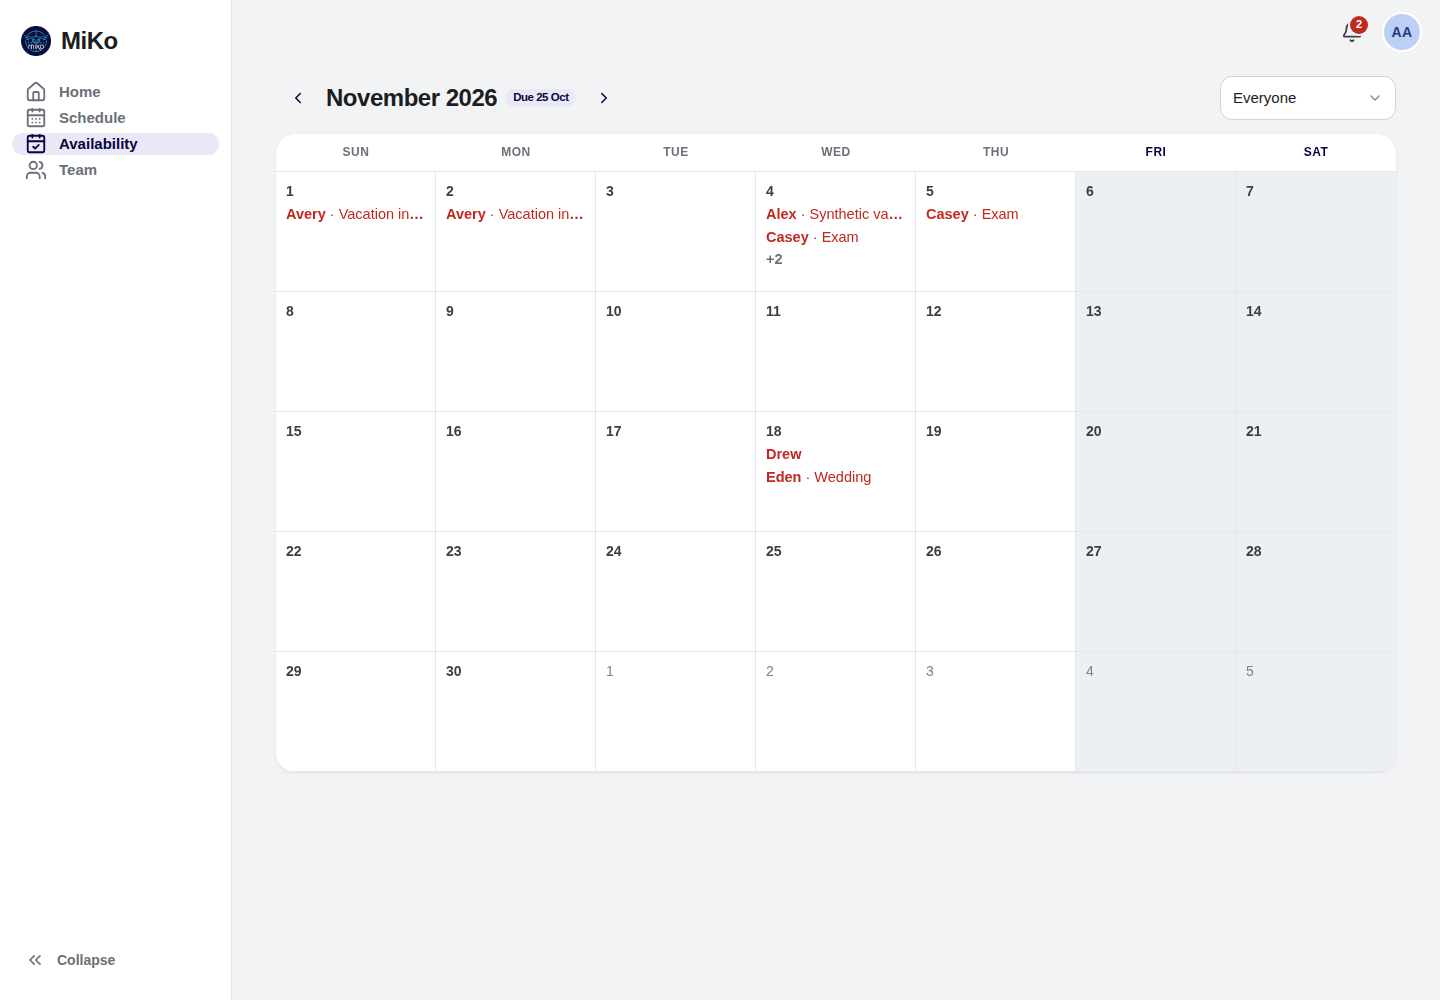 MiKo
Home
Schedule
Availability
Team
Collapse
2
AA
November 2026
Due 25 Oct
Everyone
SUN MON TUE WED THU FRI SAT
1 2 3 4 5 6 7
Avery · Vacation in… Avery · Vacation in… Alex · Synthetic va… Casey · Exam
Casey · Exam
+2
8 9 10 11 12 13 14
15 16 17 18 19 20 21
Drew
Eden · Wedding
22 23 24 25 26 27 28
29 30 1 2 3 4 5